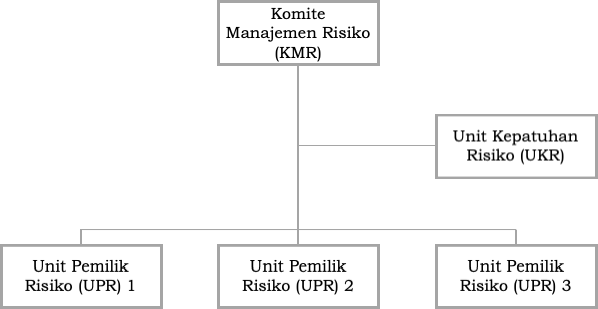 Komite
Manajemen Risiko
(KMR)
Unit Kepatuhan
Risiko (UKR)
Unit Pemilik
Risiko (UPR) 1
Unit Pemilik
Risiko (UPR) 2
Unit Pemilik
Risiko (UPR) 3